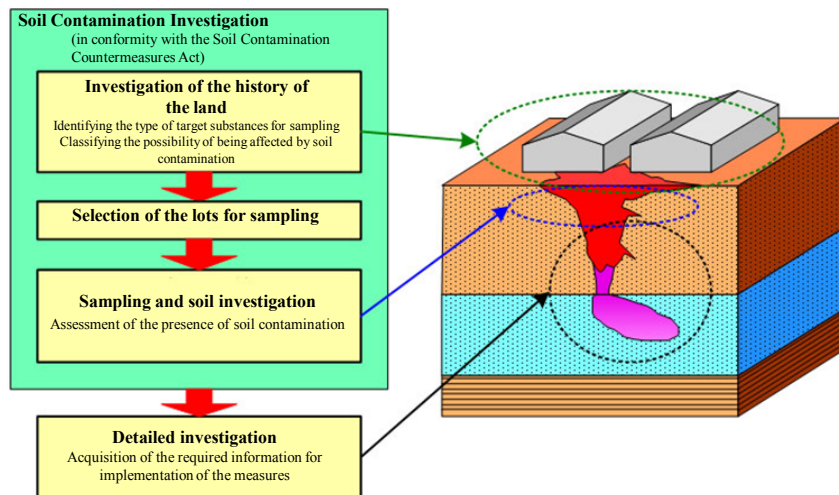 Soil Contamination Investigation
(in conformity with the Soil Contamination
Countermeasures Act)
Investigation of the history of
the land
Identifying the type of target substances for sampling
Classifying the possibility of being affected by soil
contamination
Selection of the lots for sampling
Sampling and soil investigation
Assessment of the presence of soil contamination
Detailed investigation
Acquisition of the required information for
implementation of the measures